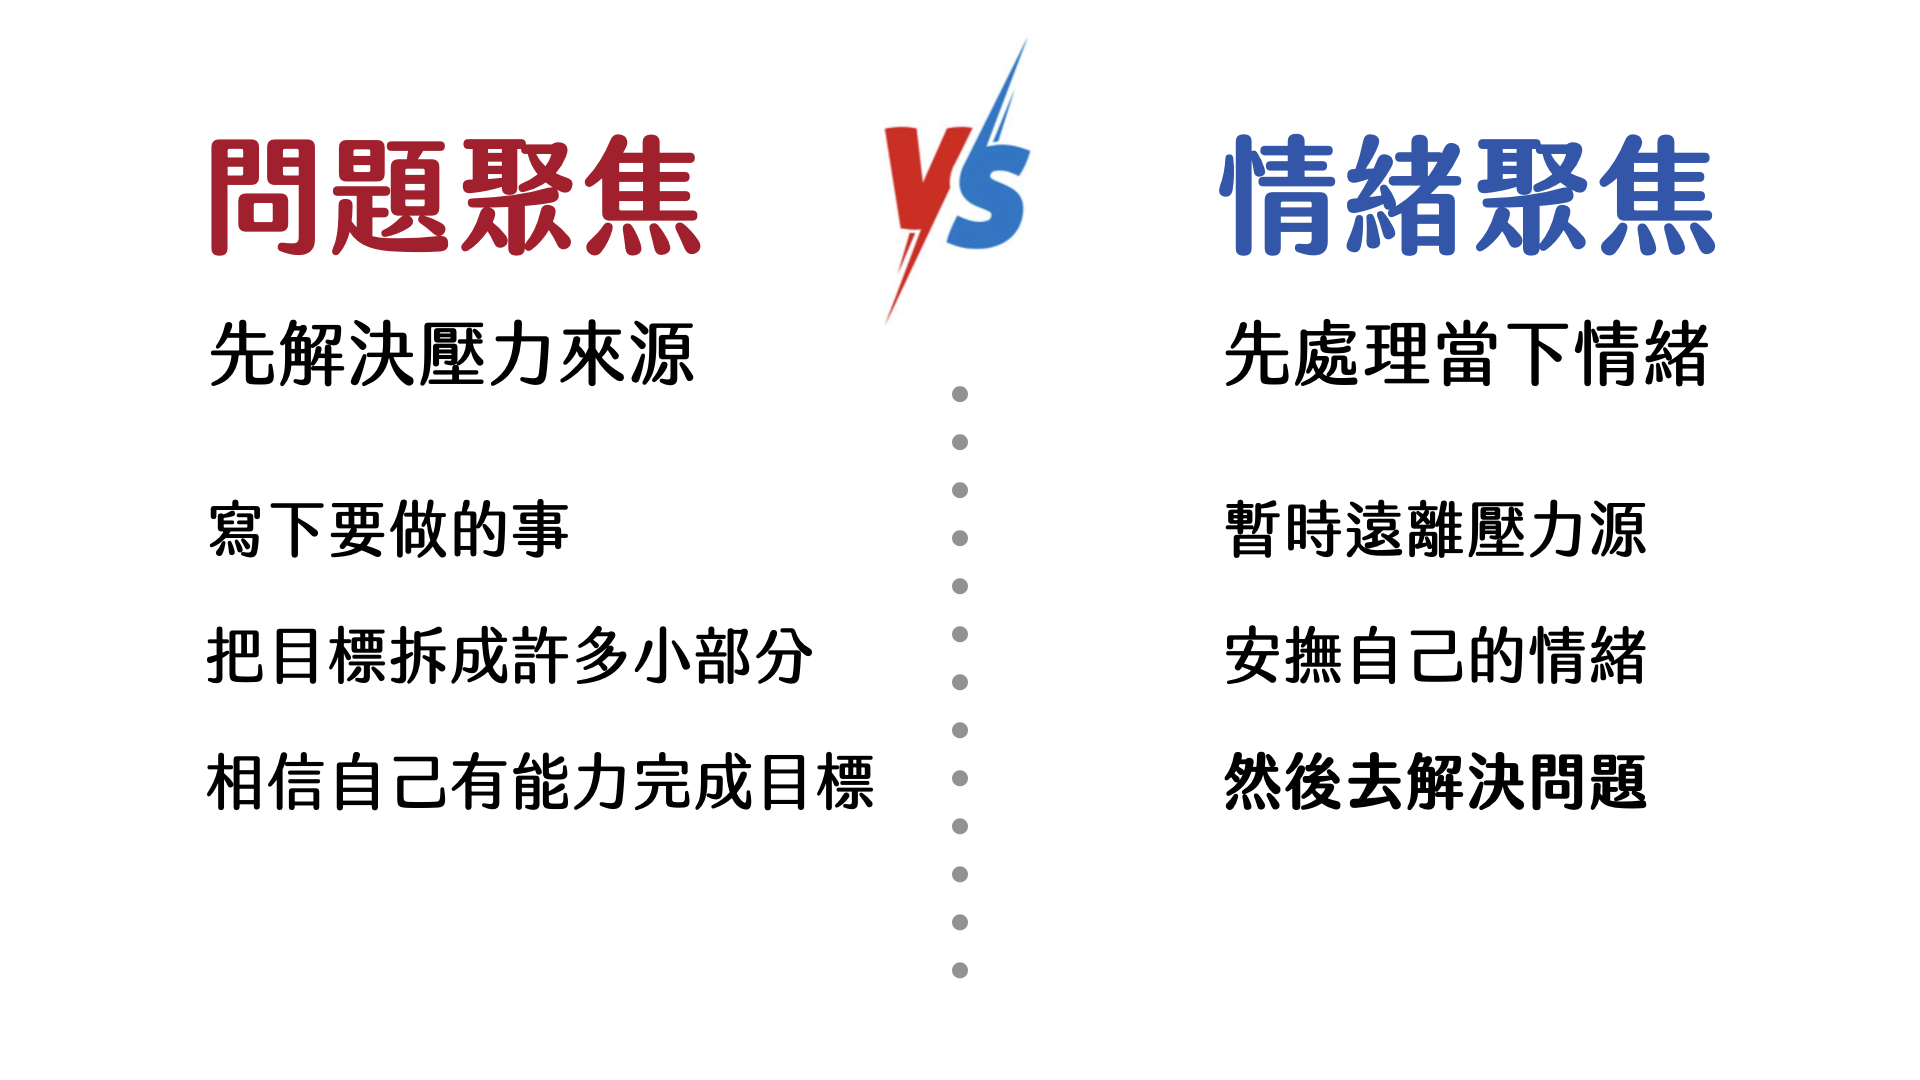 問題聚焦
先解決壓力來源
寫下要做的事
把目標拆成許多小部分
相信自己有能力完成目標
VS
情緒聚焦
先處理當下情緒
暫時遠離壓力源
安撫自己的情緒
然後去解決問題